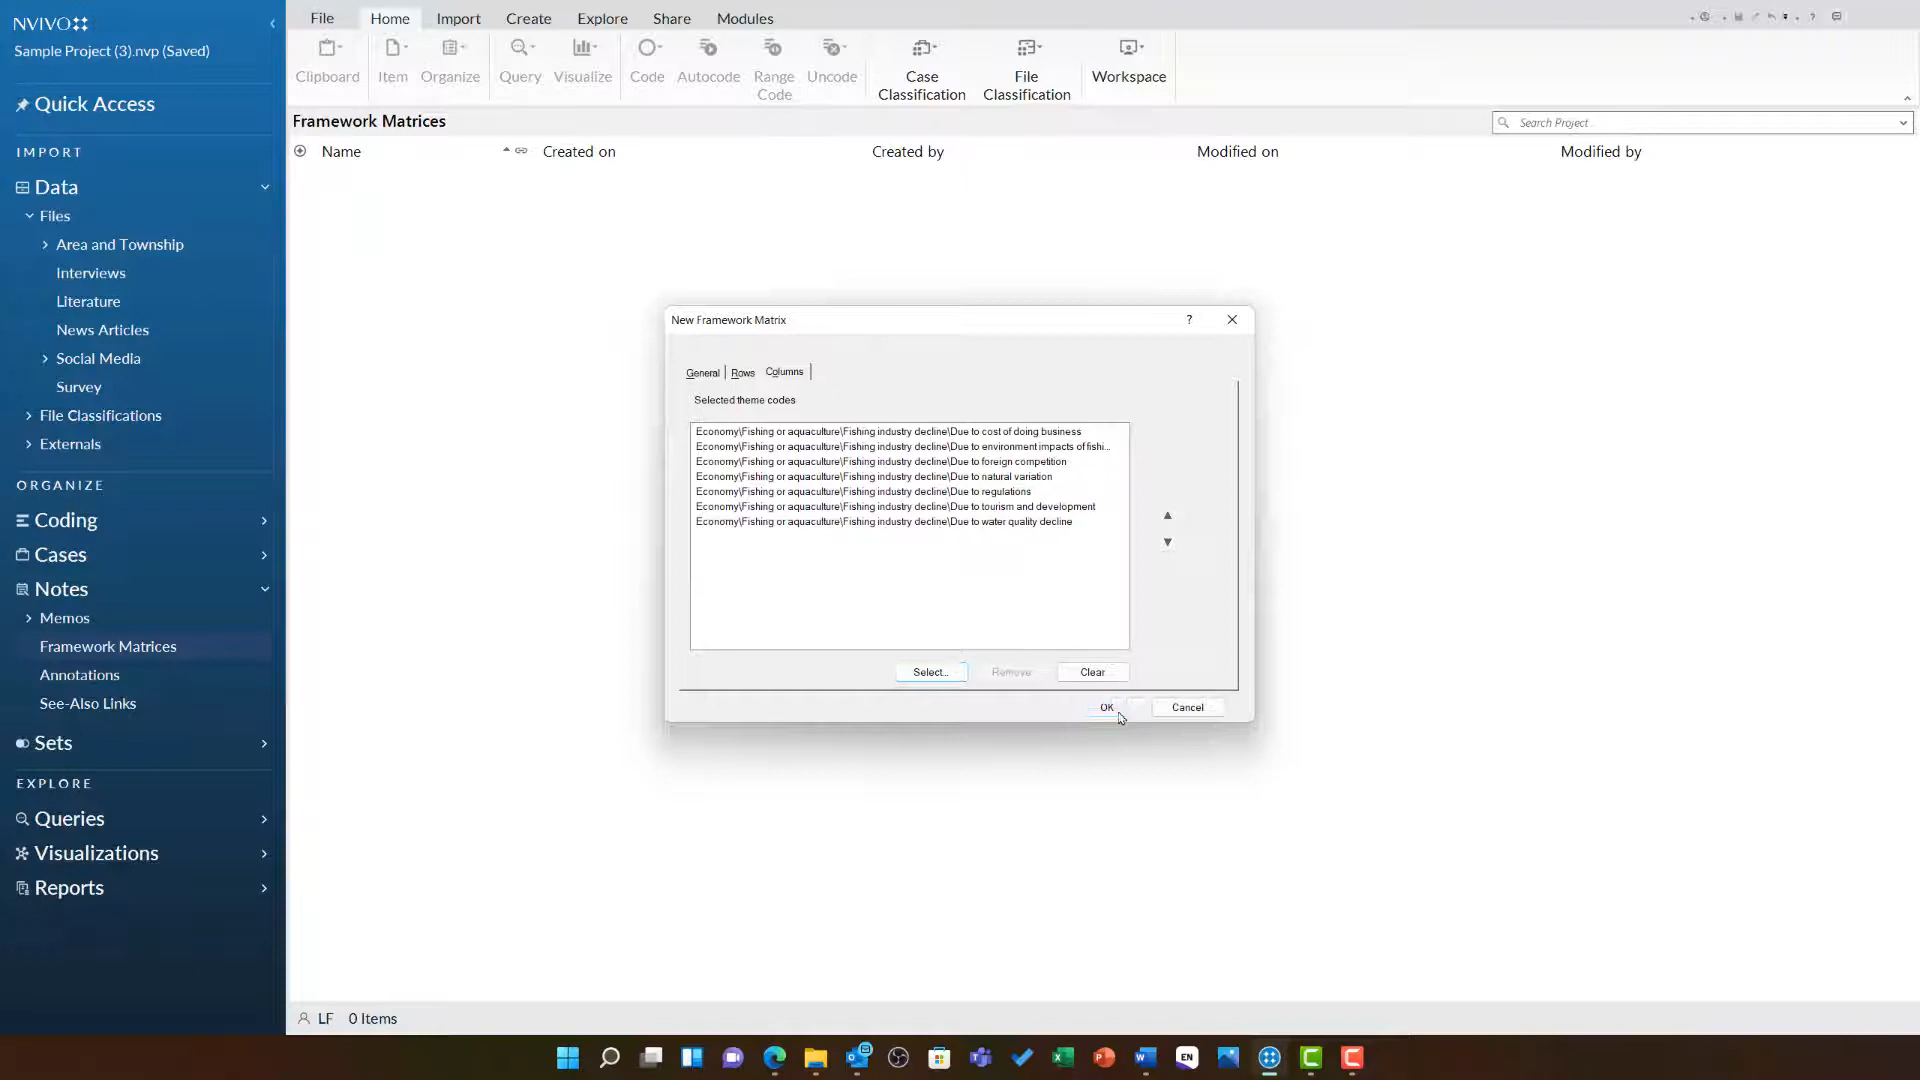 NVIVO
Sample Project (3).nvp (Saved)
Quick Access
IMPORT
Data
Files
Area and Township
Interviews
Literature
News Articles
Social Media
Survey
File Classifications
Externals
ORGANIZE
Coding
Cases
Notes
Memos
Framework Matrices
Annotations
See-Also Links
Sets
EXPLORE
Queries
Visualizations
Reports
File Home Import Create Explore Share Modules
Clipboard Item Organize Query Visualize Code Autocode Range Code Uncode Case Classification File Classification Workspace
Framework Matrices
Search Project
Name Created on Created by Modified on Modified by
New Framework Matrix ?
General Rows Columns
Selected theme codes
Economy\Fishing or aquaculture\Fishing industry decline\Due to cost of doing business
Economy\Fishing or aquaculture\Fishing industry decline\Due to environment impacts of fishi...
Economy\Fishing or aquaculture\Fishing industry decline\Due to foreign competition
Economy\Fishing or aquaculture\Fishing industry decline\Due to natural variation
Economy\Fishing or aquaculture\Fishing industry decline\Due to regulations
Economy\Fishing or aquaculture\Fishing industry decline\Due to tourism and development
Economy\Fishing or aquaculture\Fishing industry decline\Due to water quality decline
Select... Remove Clear
OK Cancel
LF 0 Items
EN